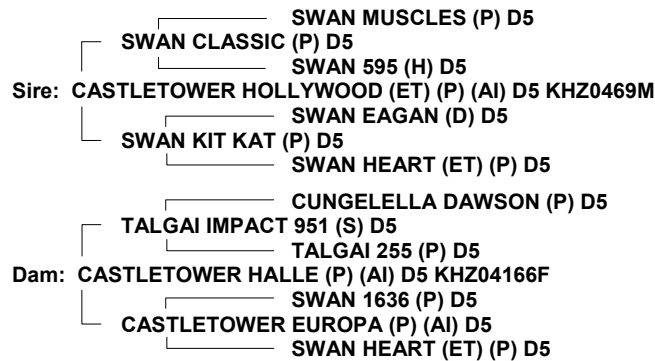 SWAN MUSCLES (P) D5
SWAN CLASSIC (P) D5
SWAN 595 (H) D5
Sire: CASTLETOWER HOLLYWOOD (ET) (P) (AI) D5 KHZ0469M
SWAN EAGAN (D) D5
SWAN KIT KAT (P) D5
SWAN HEART (ET) (P) D5
CUNGELELLA DAWSON (P) D5
TALGAI IMPACT 951 (S) D5
TALGAI 255 (P) D5
Dam: CASTLETOWER HALLE (P) (AI) D5 KHZ04166F
SWAN 1636 (P) D5
CASTLETOWER EUROPA (P) (AI) D5
SWAN HEART (ET) (P) D5